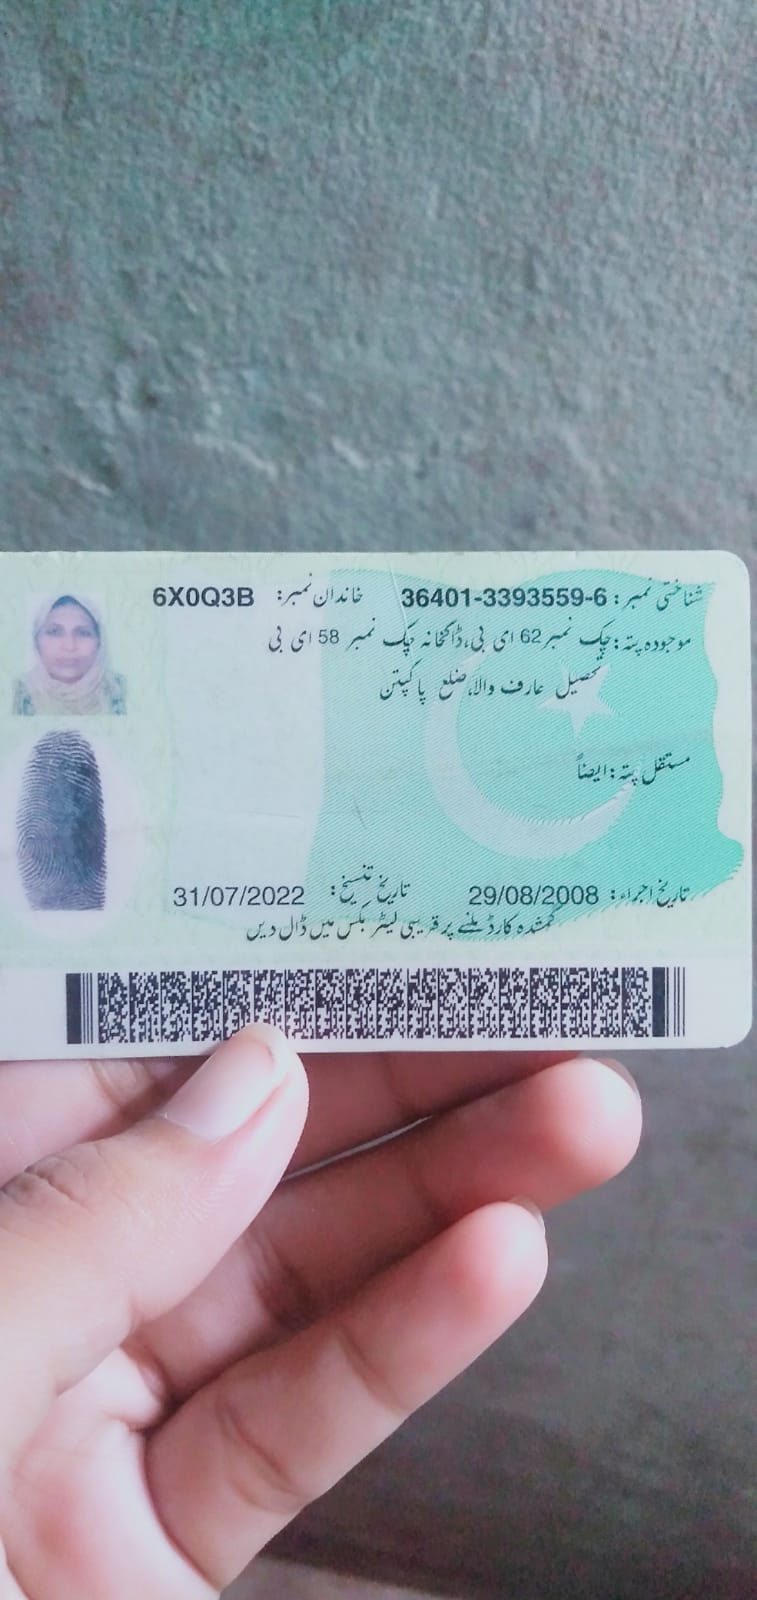 شناختی نمبر: 36401-3393559-6 خاندان نمبر: 6X0Q3B
موجودہ پتہ: چک نمبر 62 ای بی، ڈاکخانہ چک نمبر 58 ای بی
تحصیل عارف والا، ضلع پاکپتن
مستقل پتہ: ایضاً
تاریخ اجراء: 29/08/2008 تاریخ تنسیخ: 31/07/2022
گمشدہ کارڈ ملنے پر قریبی لیٹر بکس میں ڈال دیں